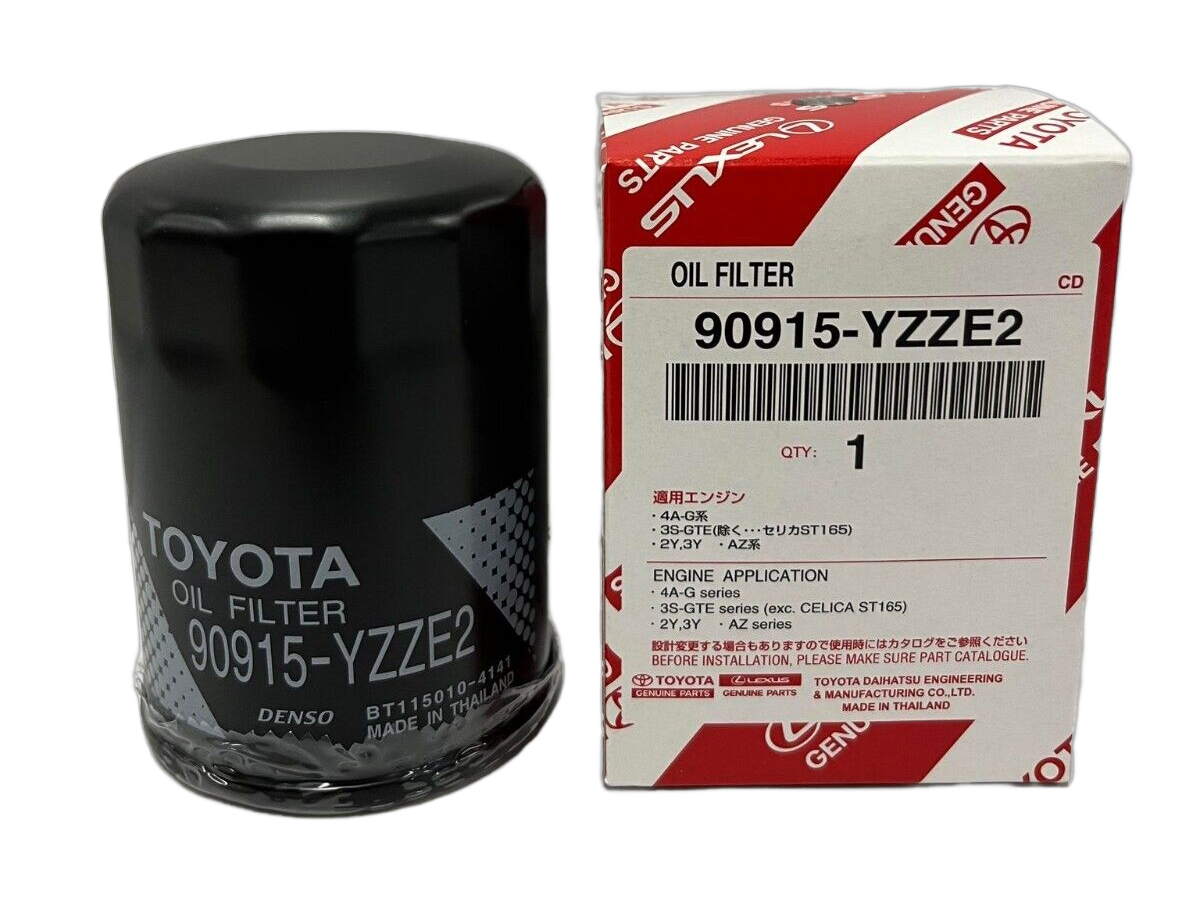 TOYOTA
OIL FILTER
90915-YZZE2
BT115010-4141
DENSO
MADE IN THAILAND
LEXUS
GENUINE PARTS
TOYOTA
GENUINE PARTS
OIL FILTER
CD
90915-YZZE2
QTY: 1
適用エンジン
・4A-G系
・3S-GTE(除く・・・セリカST165)
・2Y,3Y ・AZ系
ENGINE APPLICATION
・4A-G series
・3S-GTE series (exc. CELICA ST165)
・2Y,3Y ・AZ series
設計変更する場合もありますので使用時にはカタログをご参照ください
BEFORE INSTALLATION, PLEASE MAKE SURE PART CATALOGUE.
TOYOTA LEXUS TOYOTA DAIHATSU ENGINEERING
GENUINE PARTS GENUINE PARTS & MANUFACTURING CO.,LTD.
MADE IN THAILAND